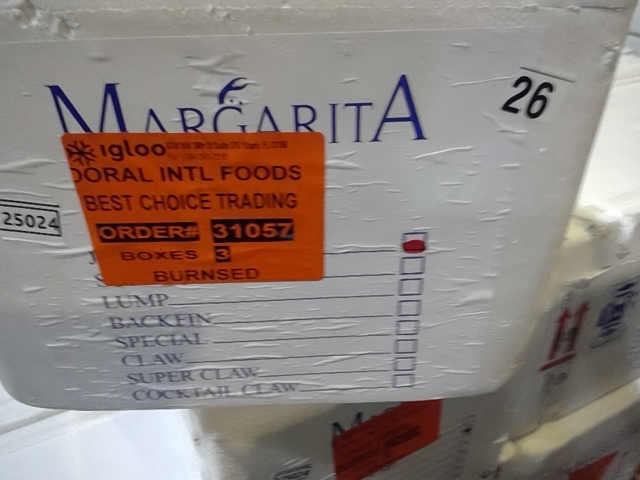 MARGARITA
26
igloo
DORAL INTL FOODS
BEST CHOICE TRADING
25024
ORDER# 31057
BOXES 3
BURNSED
LUMP
BACKFIN
SPECIAL
CLAW
SUPER CLAW
COCKTAIL CLAW